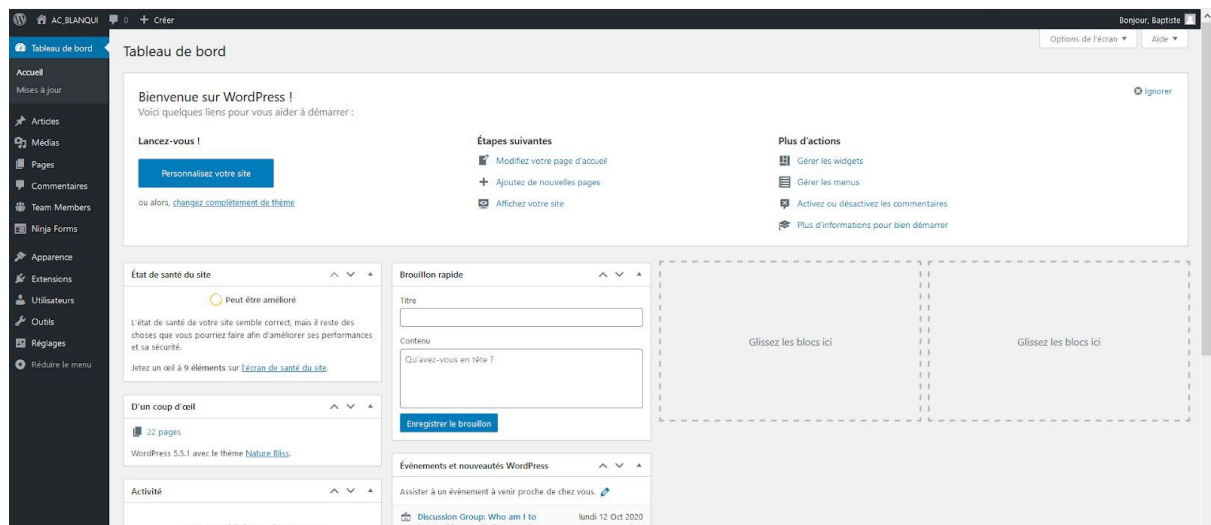 AC_BLANQUI 0 + Créer
Bonjour, Baptiste
Tableau de bord
Accueil
Mises à jour
Articles
Médias
Pages
Commentaires
Team Members
Ninja Forms
Apparence
Extensions
Utilisateurs
Outils
Réglages
Réduire le menu
Options de l'écran ▼
Aide ▼
Tableau de bord
Bienvenue sur WordPress !
Voici quelques liens pour vous aider à démarrer :
Ignorer
Lancez-vous !
Personnalisez votre site
ou alors, changez complètement de thème
Étapes suivantes
Modifiez votre page d'accueil
Ajoutez de nouvelles pages
Affichez votre site
Plus d'actions
Gérer les widgets
Gérer les menus
Activez ou désactivez les commentaires
Plus d'informations pour bien démarrer
État de santé du site
Peut être amélioré
L'état de santé de votre site semble correct, mais il reste des
choses que vous pourriez faire afin d'améliorer ses performances
et sa sécurité.
Jetez un œil à 9 éléments sur l'écran de santé du site.
D'un coup d'œil
22 pages
WordPress 5.5.1 avec le thème Nature Bliss.
Activité
Brouillon rapide
Titre
Contenu
Qu'avez-vous en tête ?
Enregistrer le brouillon
Évènements et nouveautés WordPress
Assister à un évènement à venir proche de chez vous.
Discussion Group: Who am I to
lundi 12 Oct 2020
Glissez les blocs ici
Glissez les blocs ici